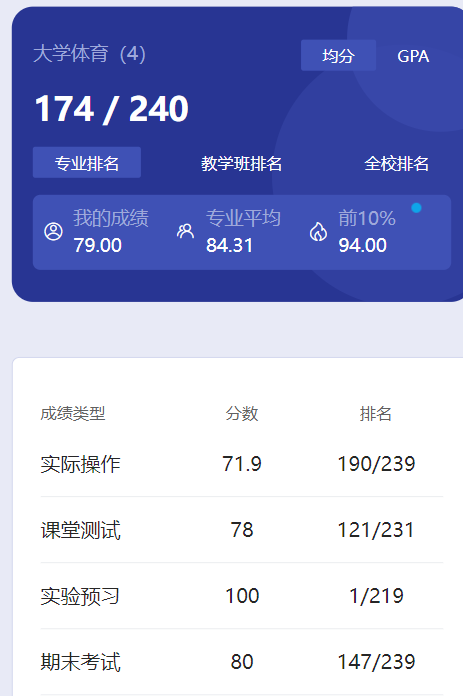 大学体育（4） 均分 GPA
174 / 240
专业排名 教学班排名 全校排名
我的成绩 专业平均 前10%
79.00 84.31 94.00
成绩类型 分数 排名
实际操作 71.9 190/239
课堂测试 78 121/231
实验预习 100 1/219
期末考试 80 147/239